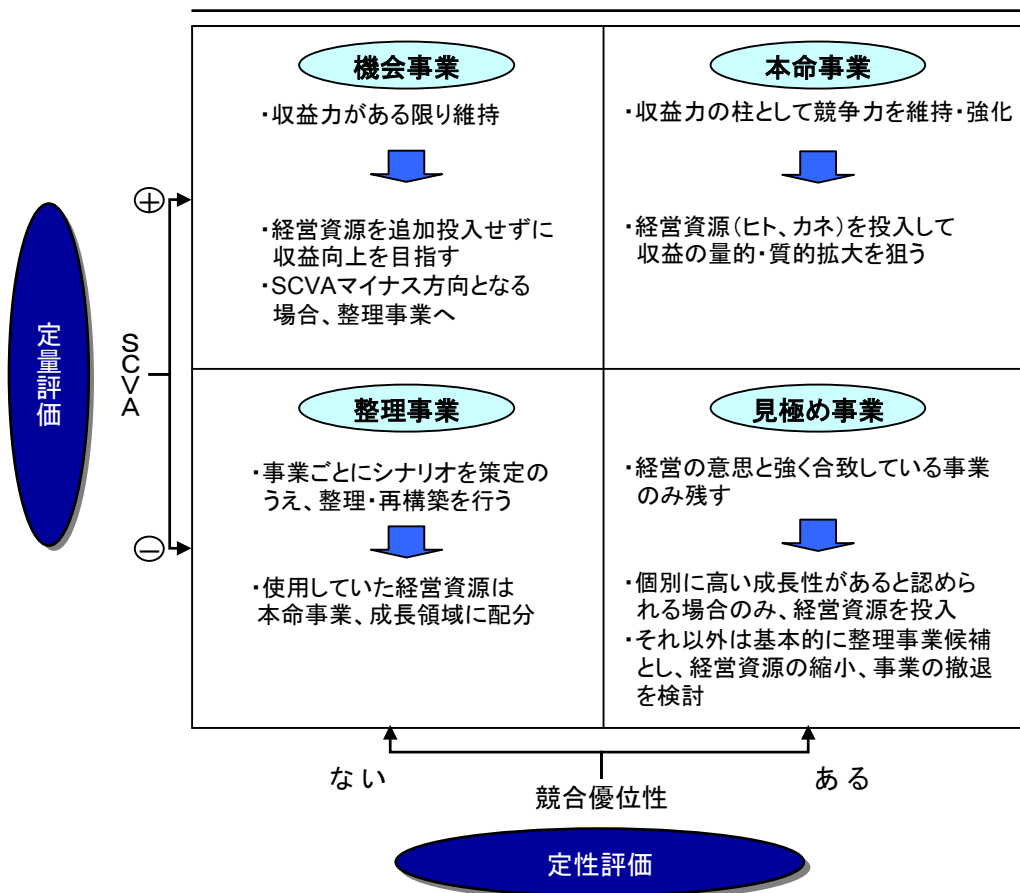 機会事業
・収益力がある限り維持
・経営資源を追加投入せずに
収益向上を目指す
・SCVAマイナス方向となる
場合、整理事業へ
本命事業
・収益力の柱として競争力を維持・強化
・経営資源(ヒト、カネ)を投入して
収益の量的・質的拡大を狙う
定量評価
SCVA
+
−
整理事業
・事業ごとにシナリオを策定の
うえ、整理・再構築を行う
・使用していた経営資源は
本命事業、成長領域に配分
見極め事業
・経営の意思と強く合致している事業
のみ残す
・個別に高い成長性があると認めら
れる場合のみ、経営資源を投入
・それ以外は基本的に整理事業候補
とし、経営資源の縮小、事業の撤退
を検討
ない
ある
競合優位性
定性評価